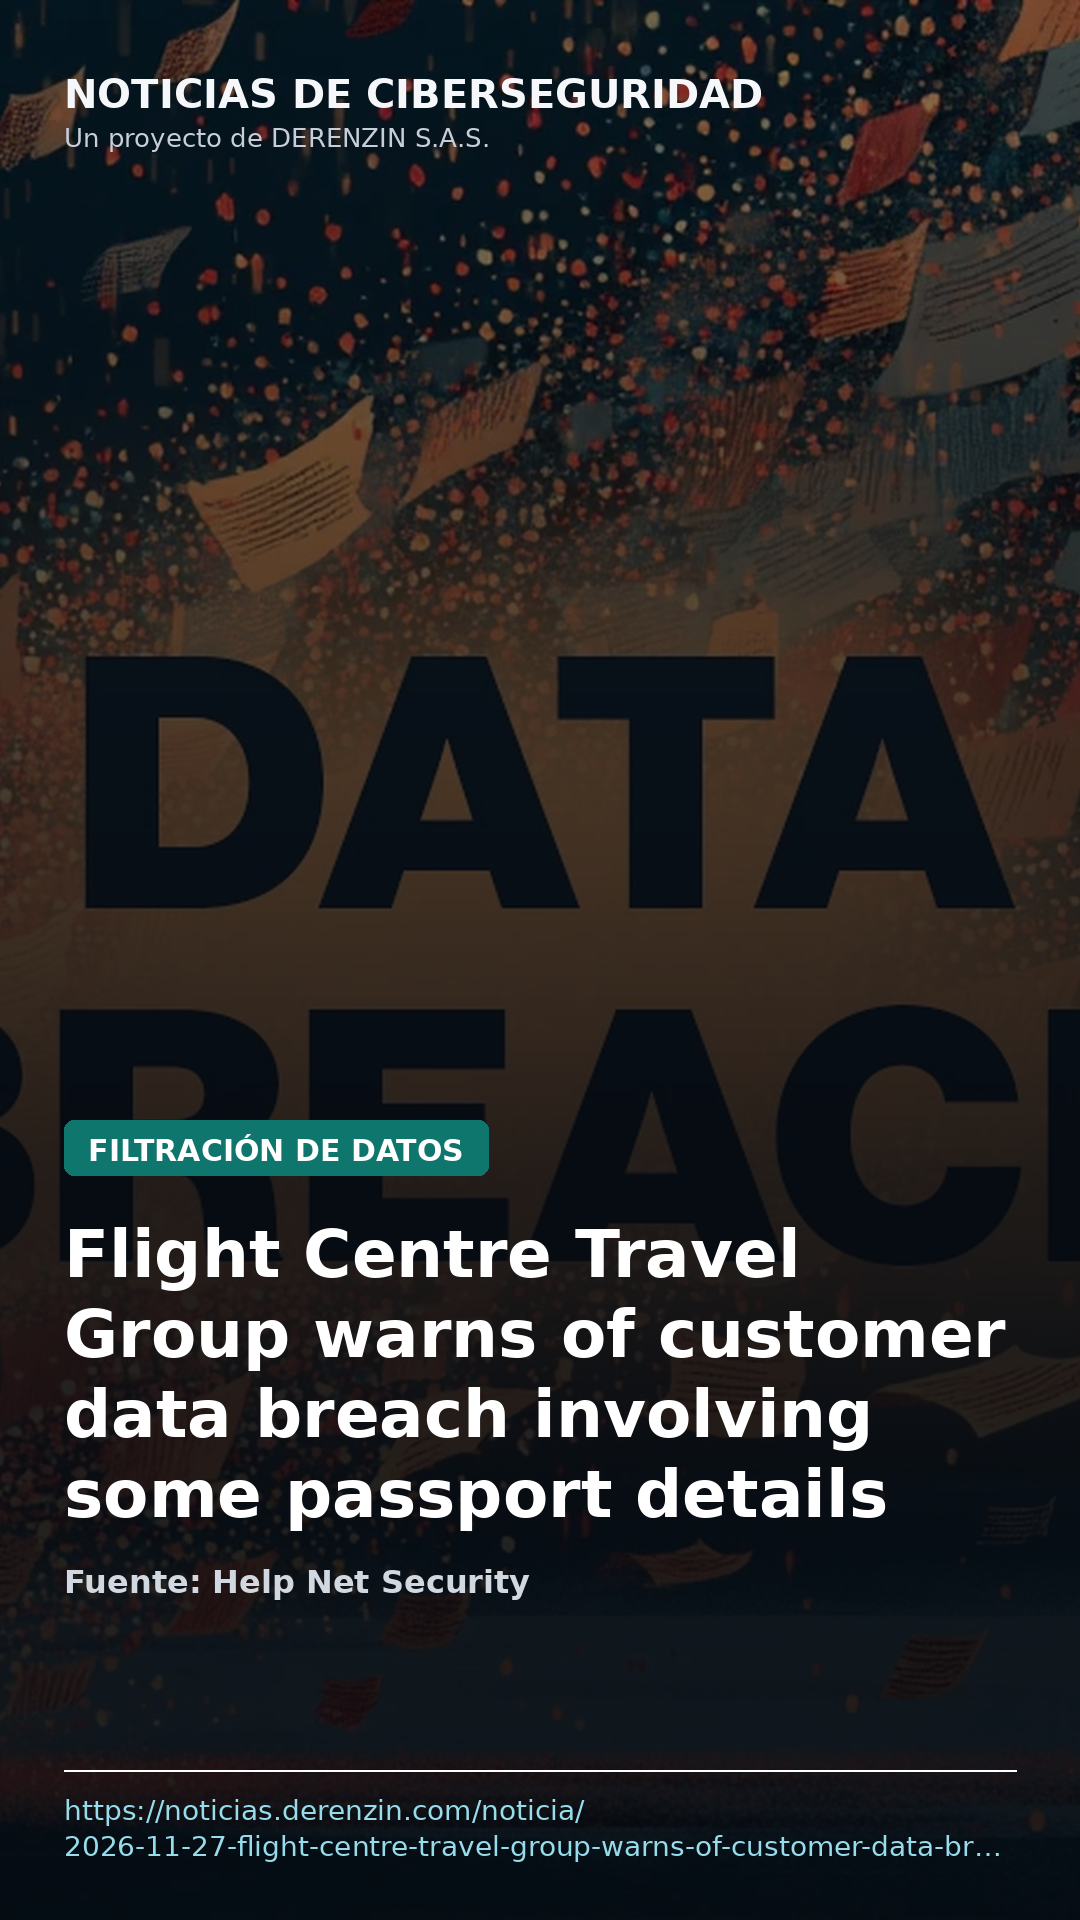 NOTICIAS DE CIBERSEGURIDAD
Un proyecto de DERENZIN S.A.S.
DATA
BREACH
FILTRACIÓN DE DATOS
Flight Centre Travel
Group warns of customer
data breach involving
some passport details
Fuente: Help Net Security
https://noticias.derenzin.com/noticia/
2026-11-27-flight-centre-travel-group-warns-of-customer-data-br...